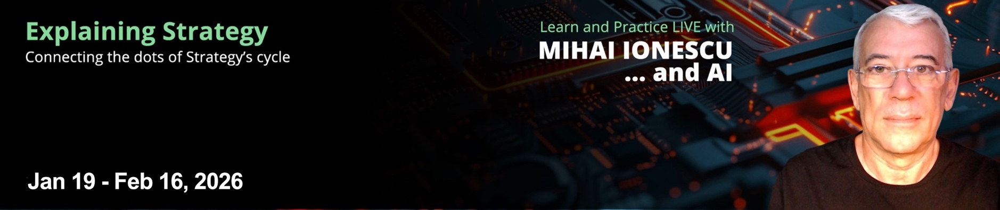 Explaining Strategy
Connecting the dots of Strategy's cycle
Learn and Practice LIVE with
MIHAI IONESCU
... and AI
Jan 19 - Feb 16, 2026